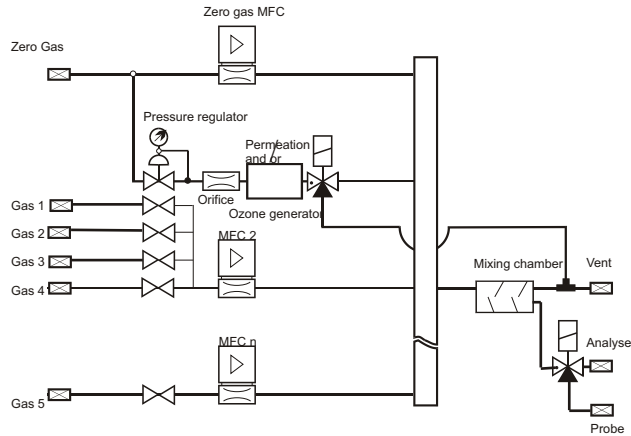 Zero gas MFC
Zero Gas
Pressure regulator
Permeation
and or
Orifice
Ozone generator
Gas 1
Gas 2
MFC 2
Gas 3
Gas 4
Mixing chamber
Vent
MFC n
Analyse
Gas 5
Probe